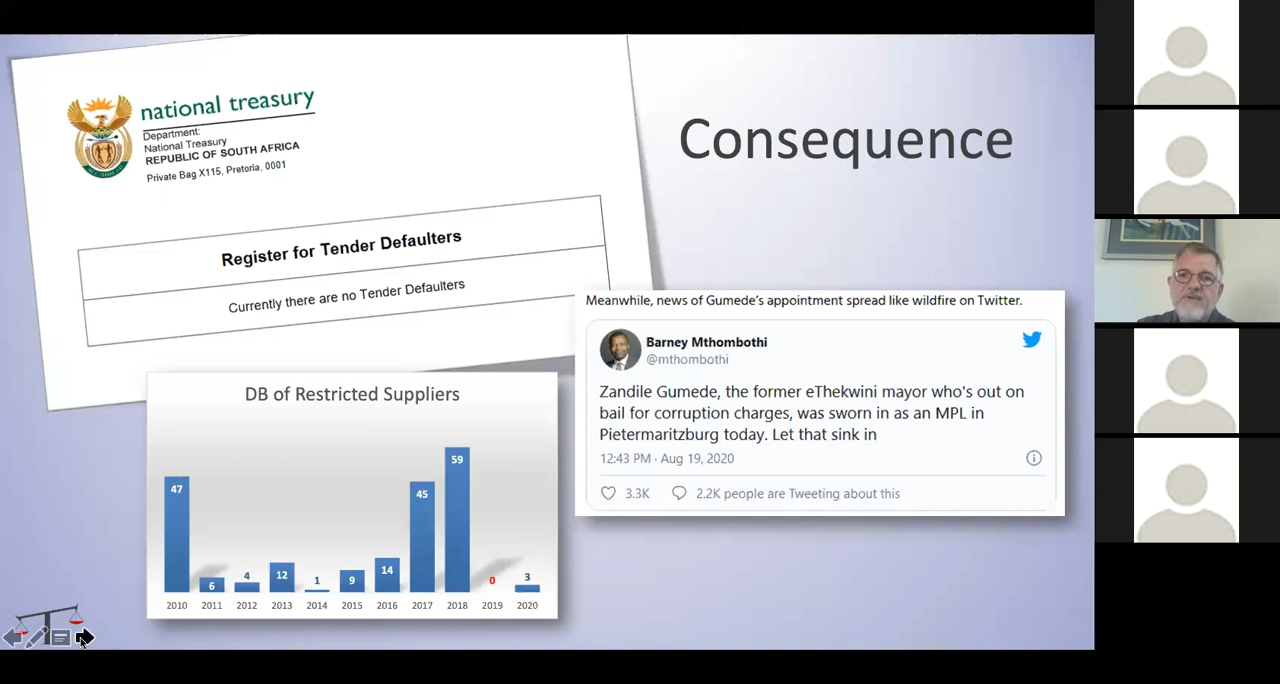 national treasury
Department:
National Treasury
REPUBLIC OF SOUTH AFRICA
Private Bag X115, Pretoria, 0001
Register for Tender Defaulters
Currently there are no Tender Defaulters
Consequence
Meanwhile, news of Gumede's appointment spread like wildfire on Twitter.
Barney Mthombothi
@mthombothi
Zandile Gumede, the former eThekwini mayor who's out on
bail for corruption charges, was sworn in as an MPL in
Pietermaritzburg today. Let that sink in
12:43 PM · Aug 19, 2020
3.3K 2.2K people are Tweeting about this
DB of Restricted Suppliers
47 6 4 12 1 9 14 45 59 0 3
2010 2011 2012 2013 2014 2015 2016 2017 2018 2019 2020